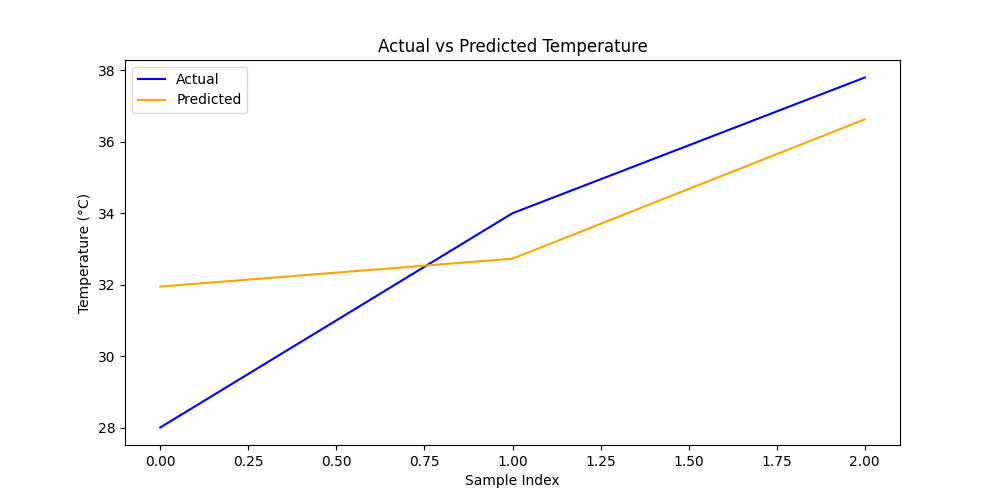 Actual vs Predicted Temperature
Actual
Predicted
Temperature (°C)
38
36
34
32
30
28
0.00 0.25 0.50 0.75 1.00 1.25 1.50 1.75 2.00
Sample Index